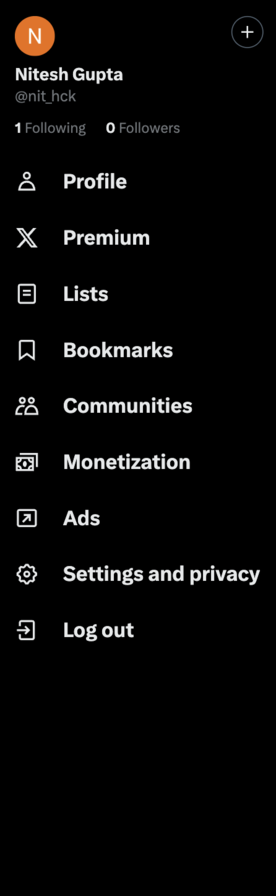 N
Nitesh Gupta
@nit_hck
1 Following 0 Followers
Profile
Premium
Lists
Bookmarks
Communities
Monetization
Ads
Settings and privacy
Log out